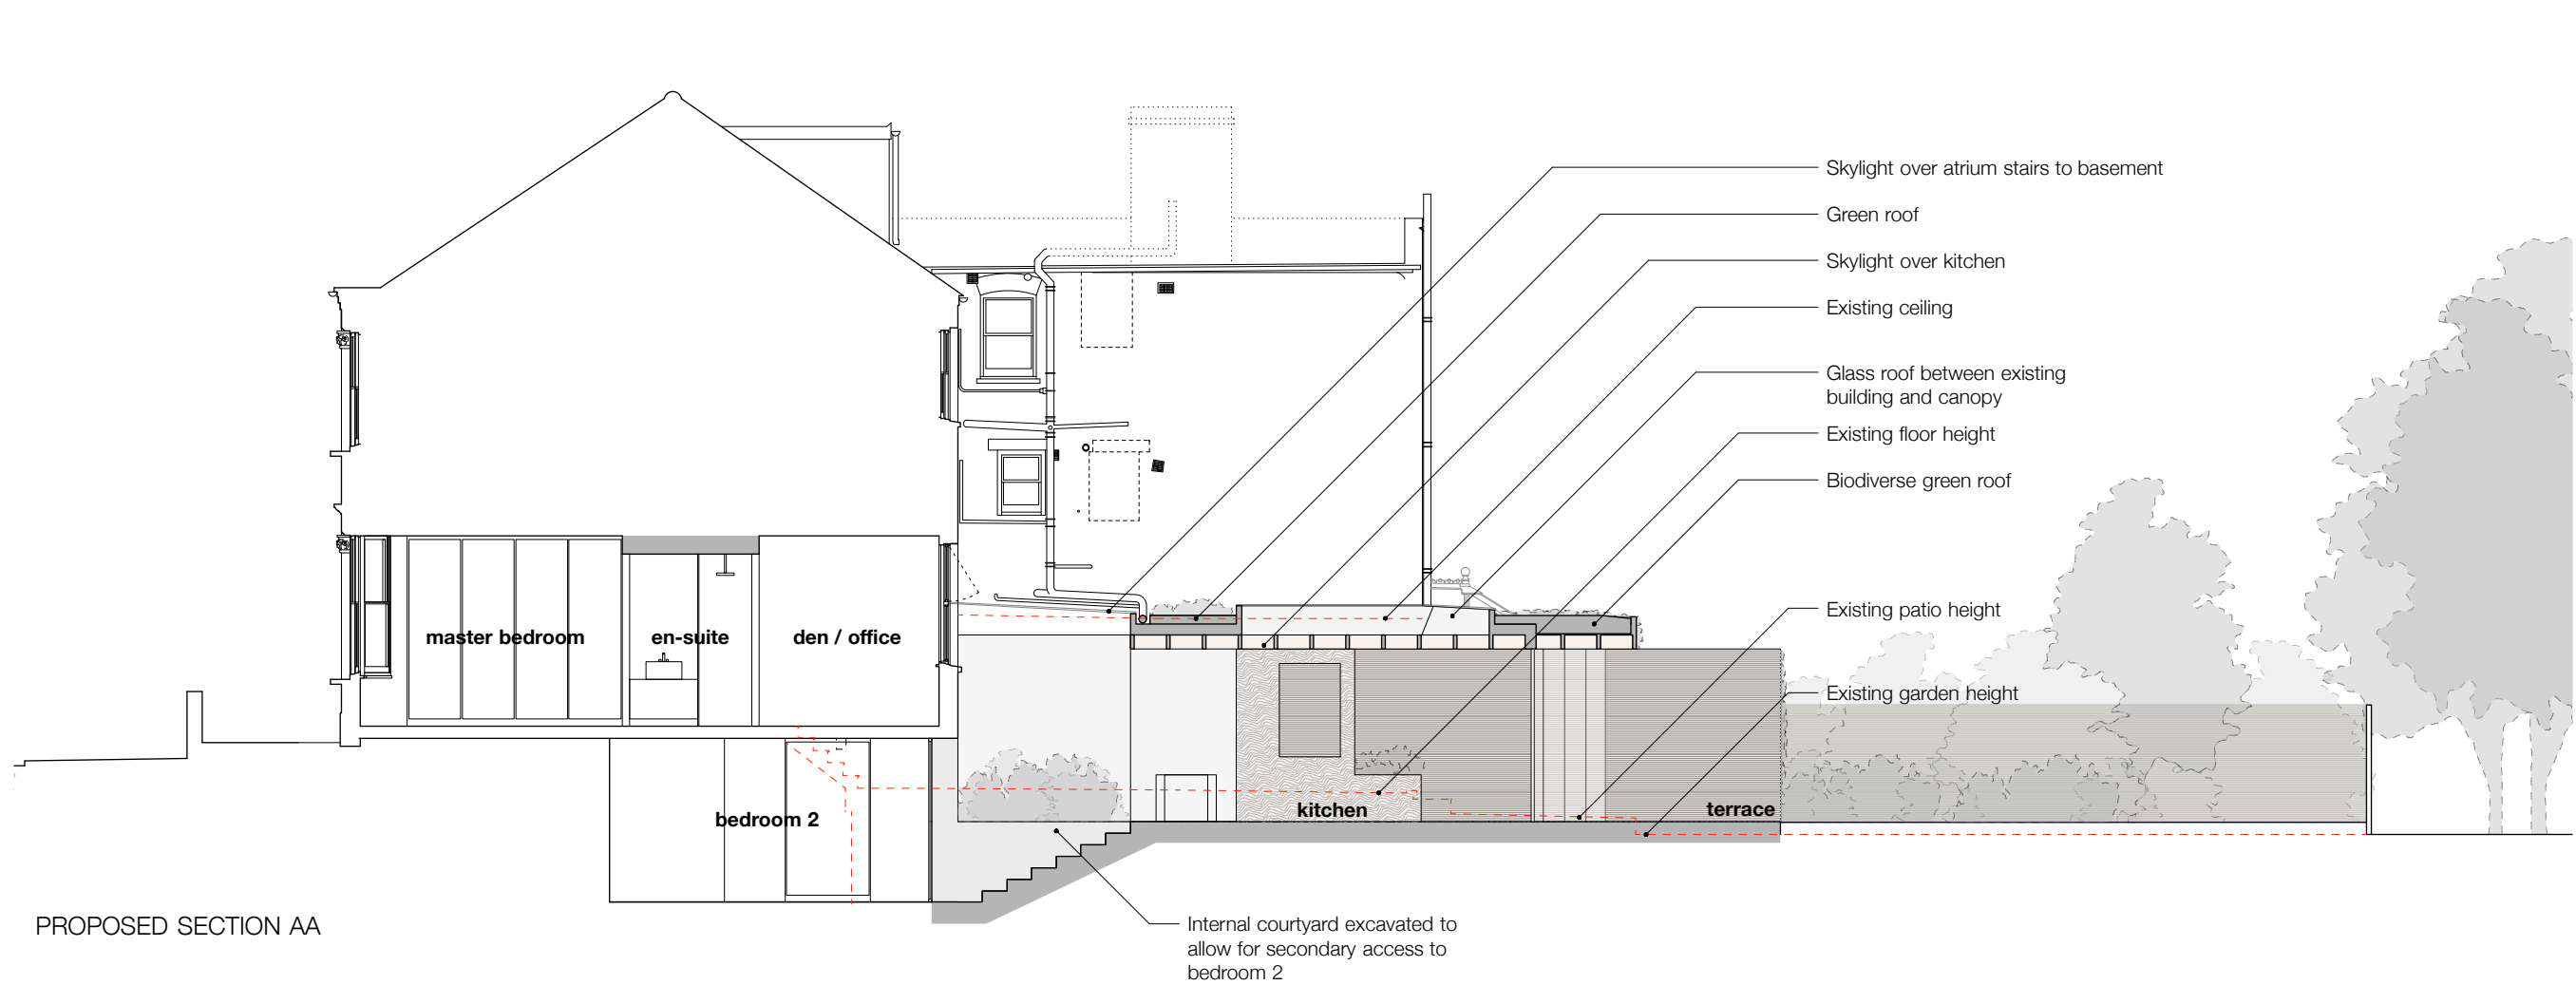 Skylight over atrium stairs to basement
Green roof
Skylight over kitchen
Existing ceiling
Glass roof between existing
building and canopy
Existing floor height
Biodiverse green roof
Existing patio height
Existing garden height
master bedroom
en-suite
den / office
bedroom 2
kitchen
terrace
Internal courtyard excavated to
allow for secondary access to
bedroom 2
PROPOSED SECTION AA